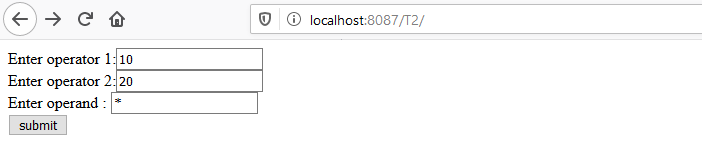 localhost:8087/T2/
Enter operator 1: 10
Enter operator 2: 20
Enter operand : *
submit